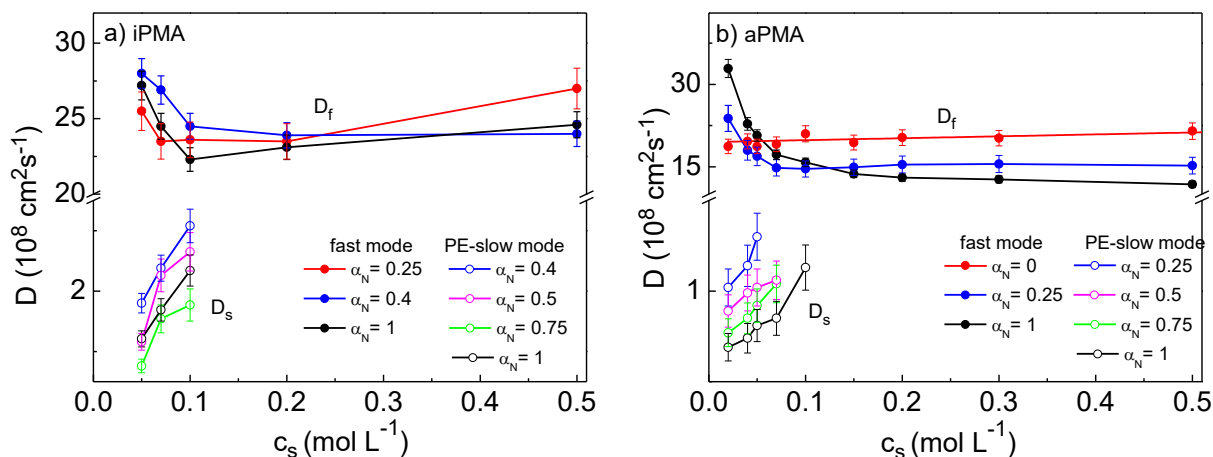 a) iPMA
D_f
30
25
20
2
D (10^8 cm^2s^-1)
fast mode
α_N= 0.25
α_N= 0.4
α_N= 1
PE-slow mode
α_N= 0.4
α_N= 0.5
α_N= 0.75
α_N= 1
D_s
0.0 0.1 0.2 0.3 0.4 0.5
c_s (mol L^-1)
b) aPMA
D_f
30
15
1
D (10^8 cm^2s^-1)
fast mode
α_N= 0
α_N= 0.25
α_N= 1
PE-slow mode
α_N= 0.25
α_N= 0.5
α_N= 0.75
α_N= 1
D_s
0.0 0.1 0.2 0.3 0.4 0.5
c_s (mol L^-1)